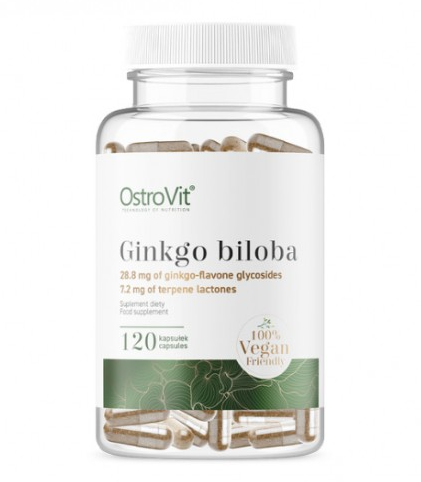 OstroVit®
TECHNOLOGY OF NUTRITION
Ginkgo biloba
28.8 mg of ginkgo-flavone glycosides
7.2 mg of terpene lactones
Suplement diety
Food supplement
120 kapsułek
capsules
100%
Vegan
Friendly